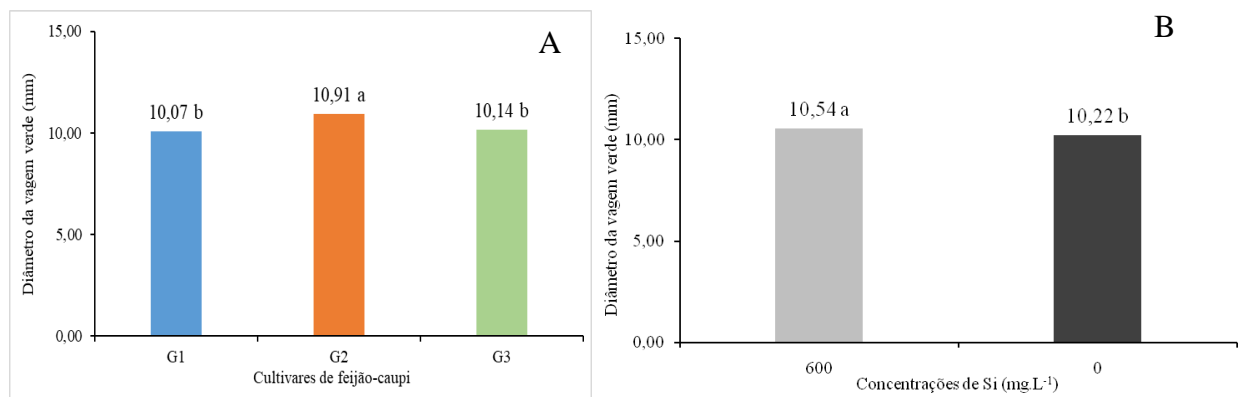 A
Diâmetro da vagem verde (mm)
15,00
10,00
5,00
0,00
10,07 b
10,91 a
10,14 b
G1
G2
G3
Cultivares de feijão-caupi
B
Diâmetro da vagem verde (mm)
15,00
10,00
5,00
0,00
10,54 a
10,22 b
600
0
Concentrações de Si (mg.L⁻¹)